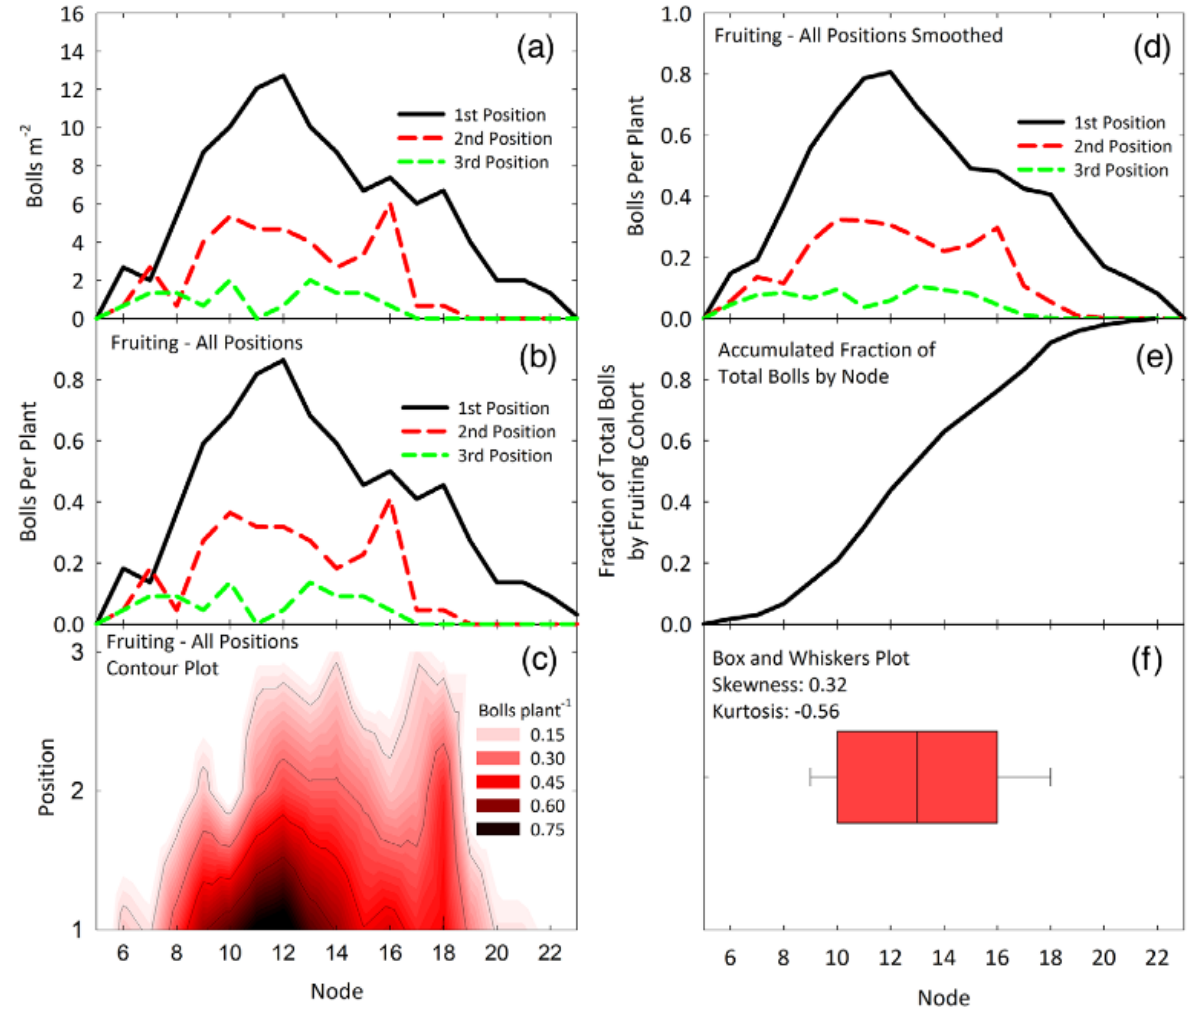 16
14
12
10
8
6
4
2
0
Bolls m-2
(a)
1st Position
2nd Position
3rd Position
Fruiting - All Positions
(b)
0.8
0.6
0.4
0.2
0.0
Bolls Per Plant
1st Position
2nd Position
3rd Position
Fruiting - All Positions
Contour Plot
(c)
3
2
1
Position
Bolls plant-1
0.15
0.30
0.45
0.60
0.75
6 8 10 12 14 16 18 20 22
Node
1.0
0.8
0.6
0.4
0.2
0.0
Bolls Per Plant
Fruiting - All Positions Smoothed
(d)
1st Position
2nd Position
3rd Position
Accumulated Fraction of
Total Bolls by Node
(e)
0.8
0.6
0.4
0.2
0.0
Fraction of Total Bolls
by Fruiting Cohort
Box and Whiskers Plot
Skewness: 0.32
Kurtosis: -0.56
(f)
6 8 10 12 14 16 18 20 22
Node